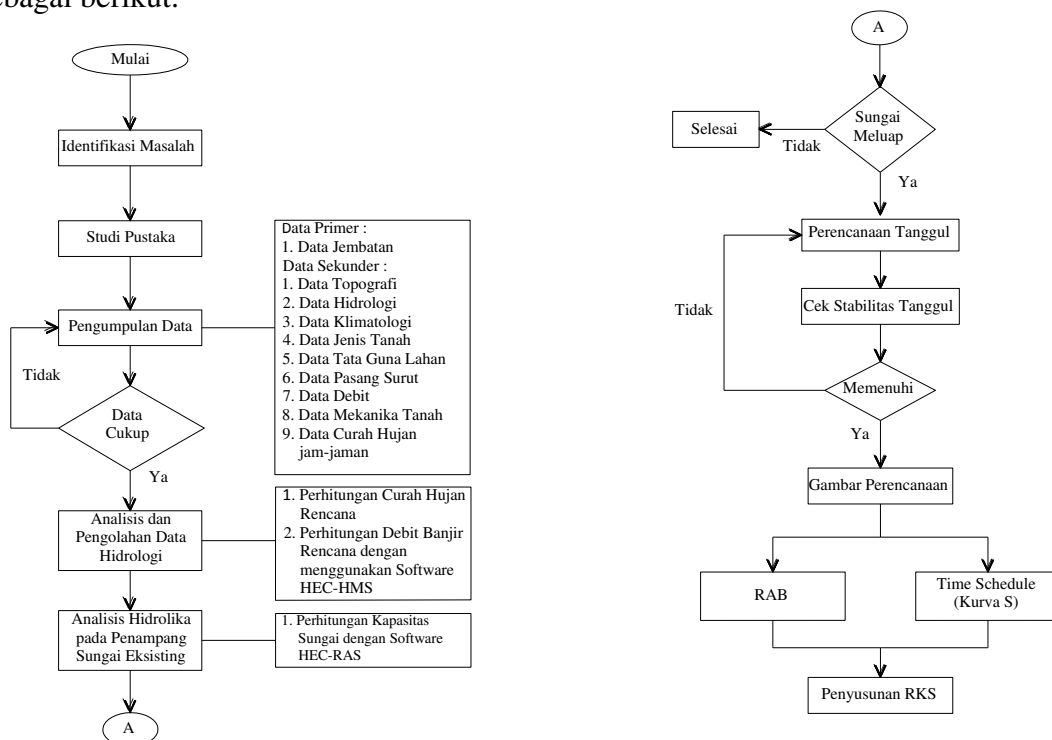 ebagai berikut:
Mulai
Identifikasi Masalah
Studi Pustaka
Pengumpulan Data
Data Primer :
1. Data Jembatan
Data Sekunder :
1. Data Topografi
2. Data Hidrologi
3. Data Klimatologi
4. Data Jenis Tanah
5. Data Tata Guna Lahan
6. Data Pasang Surut
7. Data Debit
8. Data Mekanika Tanah
9. Data Curah Hujan
jam-jaman
Tidak
Data
Cukup
Ya
Analisis dan
Pengolahan Data
Hidrologi
1. Perhitungan Curah Hujan
Rencana
2. Perhitungan Debit Banjir
Rencana dengan
menggunakan Software
HEC-HMS
Analisis Hidrolika
pada Penampang
Sungai Eksisting
1. Perhitungan Kapasitas
Sungai dengan Software
HEC-RAS
A
A
Sungai
Meluap
Selesai
Tidak
Ya
Perencanaan Tanggul
Cek Stabilitas Tanggul
Tidak
Memenuhi
Ya
Gambar Perencanaan
RAB
Time Schedule
(Kurva S)
Penyusunan RKS